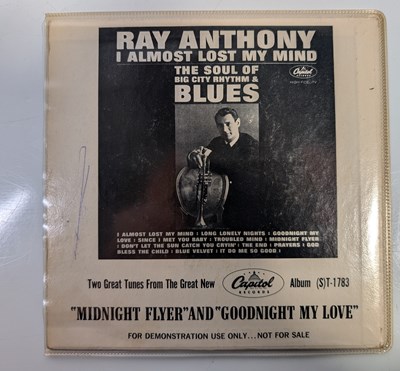 RAY ANTHONY
I ALMOST LOST MY MIND
THE SOUL OF
BIG CITY RHYTHM &
BLUES
Capitol
I ALMOST LOST MY MIND | LONG LONELY NIGHTS | GOODNIGHT MY
LOVE | SINCE I MET YOU BABY | TROUBLED MIND | MIDNIGHT FLYER
I DON'T LET THE SUN CATCH YOU CRYIN' | THE END | PRAYERS | GOD
BLESS THE CHILD | BLUE VELVET | IT DO ME SO GOOD |
Two Great Tunes From The Great New Capitol RECORDS Album (S)T-1783
"MIDNIGHT FLYER" AND "GOODNIGHT MY LOVE"
FOR DEMONSTRATION USE ONLY...NOT FOR SALE